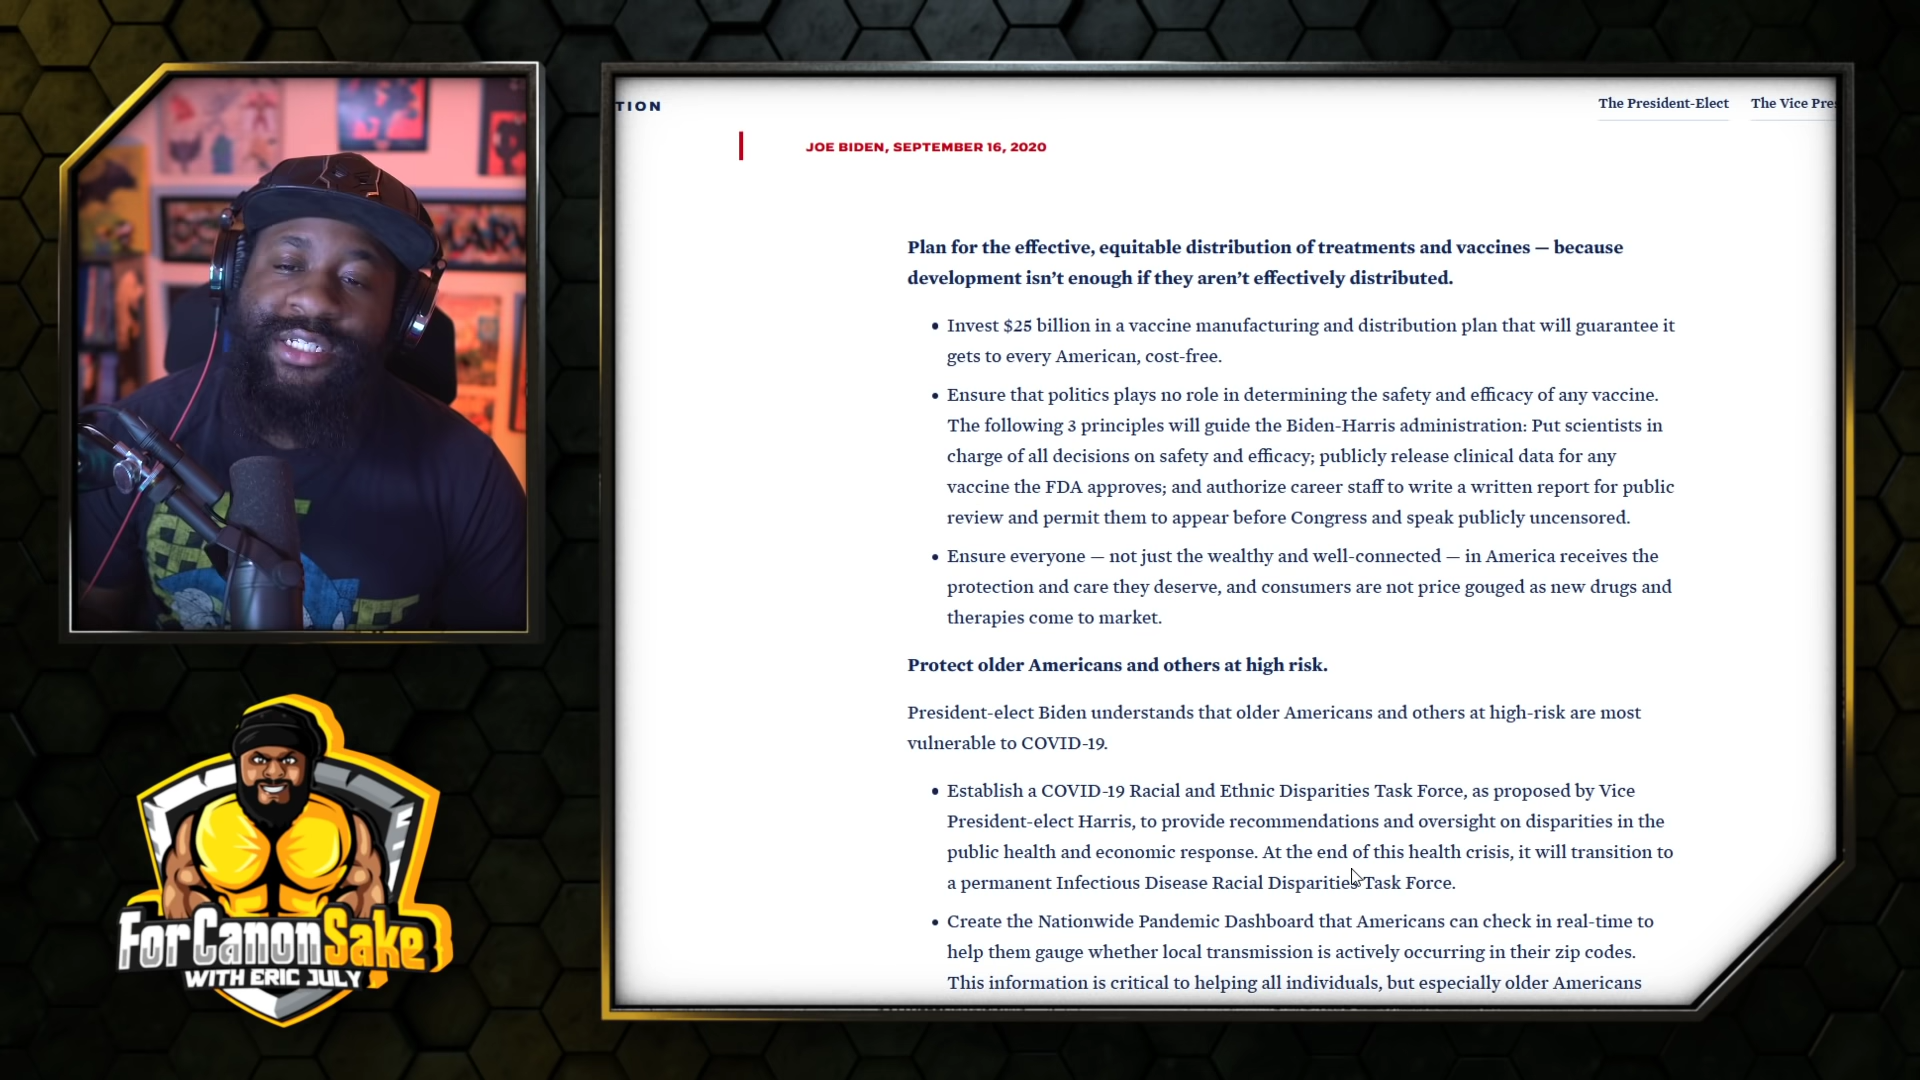 TION
The President-Elect
The Vice Pres
JOE BIDEN, SEPTEMBER 16, 2020
Plan for the effective, equitable distribution of treatments and vaccines — because
development isn’t enough if they aren’t effectively distributed.
• Invest $25 billion in a vaccine manufacturing and distribution plan that will guarantee it
gets to every American, cost-free.
• Ensure that politics plays no role in determining the safety and efficacy of any vaccine.
The following 3 principles will guide the Biden-Harris administration: Put scientists in
charge of all decisions on safety and efficacy; publicly release clinical data for any
vaccine the FDA approves; and authorize career staff to write a written report for public
review and permit them to appear before Congress and speak publicly uncensored.
• Ensure everyone — not just the wealthy and well-connected — in America receives the
protection and care they deserve, and consumers are not price gouged as new drugs and
therapies come to market.
Protect older Americans and others at high risk.
President-elect Biden understands that older Americans and others at high-risk are most
vulnerable to COVID-19.
• Establish a COVID-19 Racial and Ethnic Disparities Task Force, as proposed by Vice
President-elect Harris, to provide recommendations and oversight on disparities in the
public health and economic response. At the end of this health crisis, it will transition to
a permanent Infectious Disease Racial Disparities Task Force.
• Create the Nationwide Pandemic Dashboard that Americans can check in real-time to
help them gauge whether local transmission is actively occurring in their zip codes.
This information is critical to helping all individuals, but especially older Americans
ForCanonSake
WITH ERIC JULY